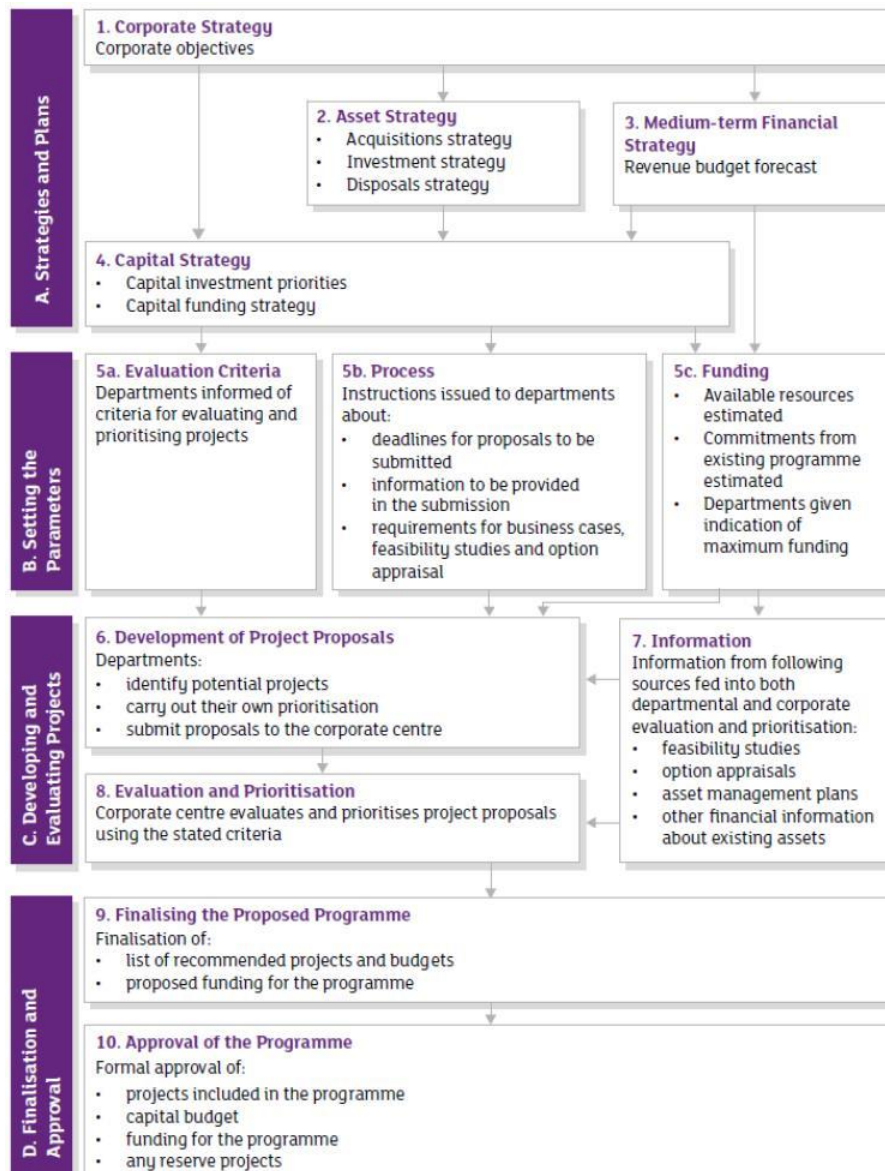 A. Strategies and Plans
1. Corporate Strategy
Corporate objectives
2. Asset Strategy
• Acquisitions strategy
• Investment strategy
• Disposals strategy
3. Medium-term Financial
Strategy
Revenue budget forecast
4. Capital Strategy
• Capital investment priorities
• Capital funding strategy
B. Setting the
Parameters
5a. Evaluation Criteria
Departments informed of
criteria for evaluating and
prioritising projects
5b. Process
Instructions issued to departments
about:
• deadlines for proposals to be
submitted
• information to be provided
in the submission
• requirements for business cases,
feasibility studies and option
appraisal
5c. Funding
• Available resources
estimated
• Commitments from
existing programme
estimated
• Departments given
indication of
maximum funding
C. Developing and
Evaluating Projects
6. Development of Project Proposals
Departments:
• identify potential projects
• carry out their own prioritisation
• submit proposals to the corporate centre
7. Information
Information from following
sources fed into both
departmental and corporate
evaluation and prioritisation:
• feasibility studies
• option appraisals
• asset management plans
• other financial information
about existing assets
8. Evaluation and Prioritisation
Corporate centre evaluates and prioritises project proposals
using the stated criteria
D. Finalisation and
Approval
9. Finalising the Proposed Programme
Finalisation of:
• list of recommended projects and budgets
• proposed funding for the programme
10. Approval of the Programme
Formal approval of:
• projects included in the programme
• capital budget
• funding for the programme
• any reserve projects